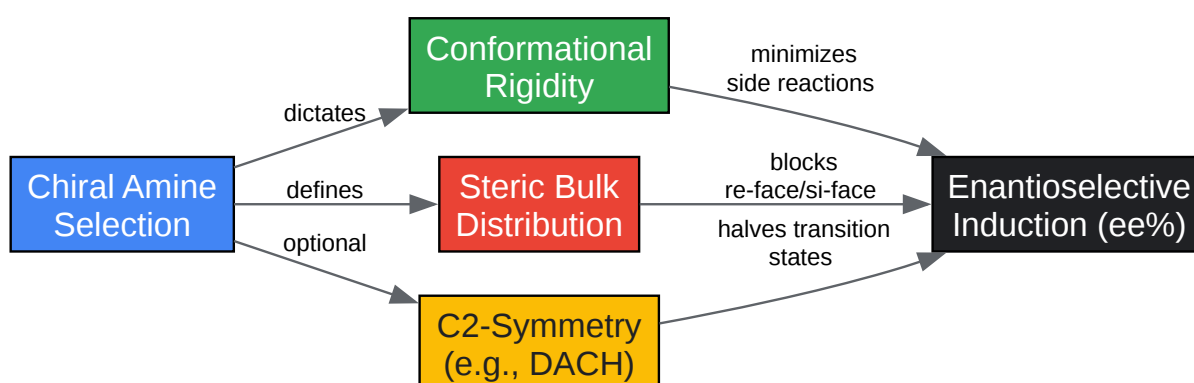 Conformational
Rigidity
minimizes
side reactions
dictates
Chiral Amine
Selection
defines
Steric Bulk
Distribution
blocks
re-face/si-face
Enantioselective
Induction (ee%)
optional
halves transition
states
C2-Symmetry
(e.g., DACH)